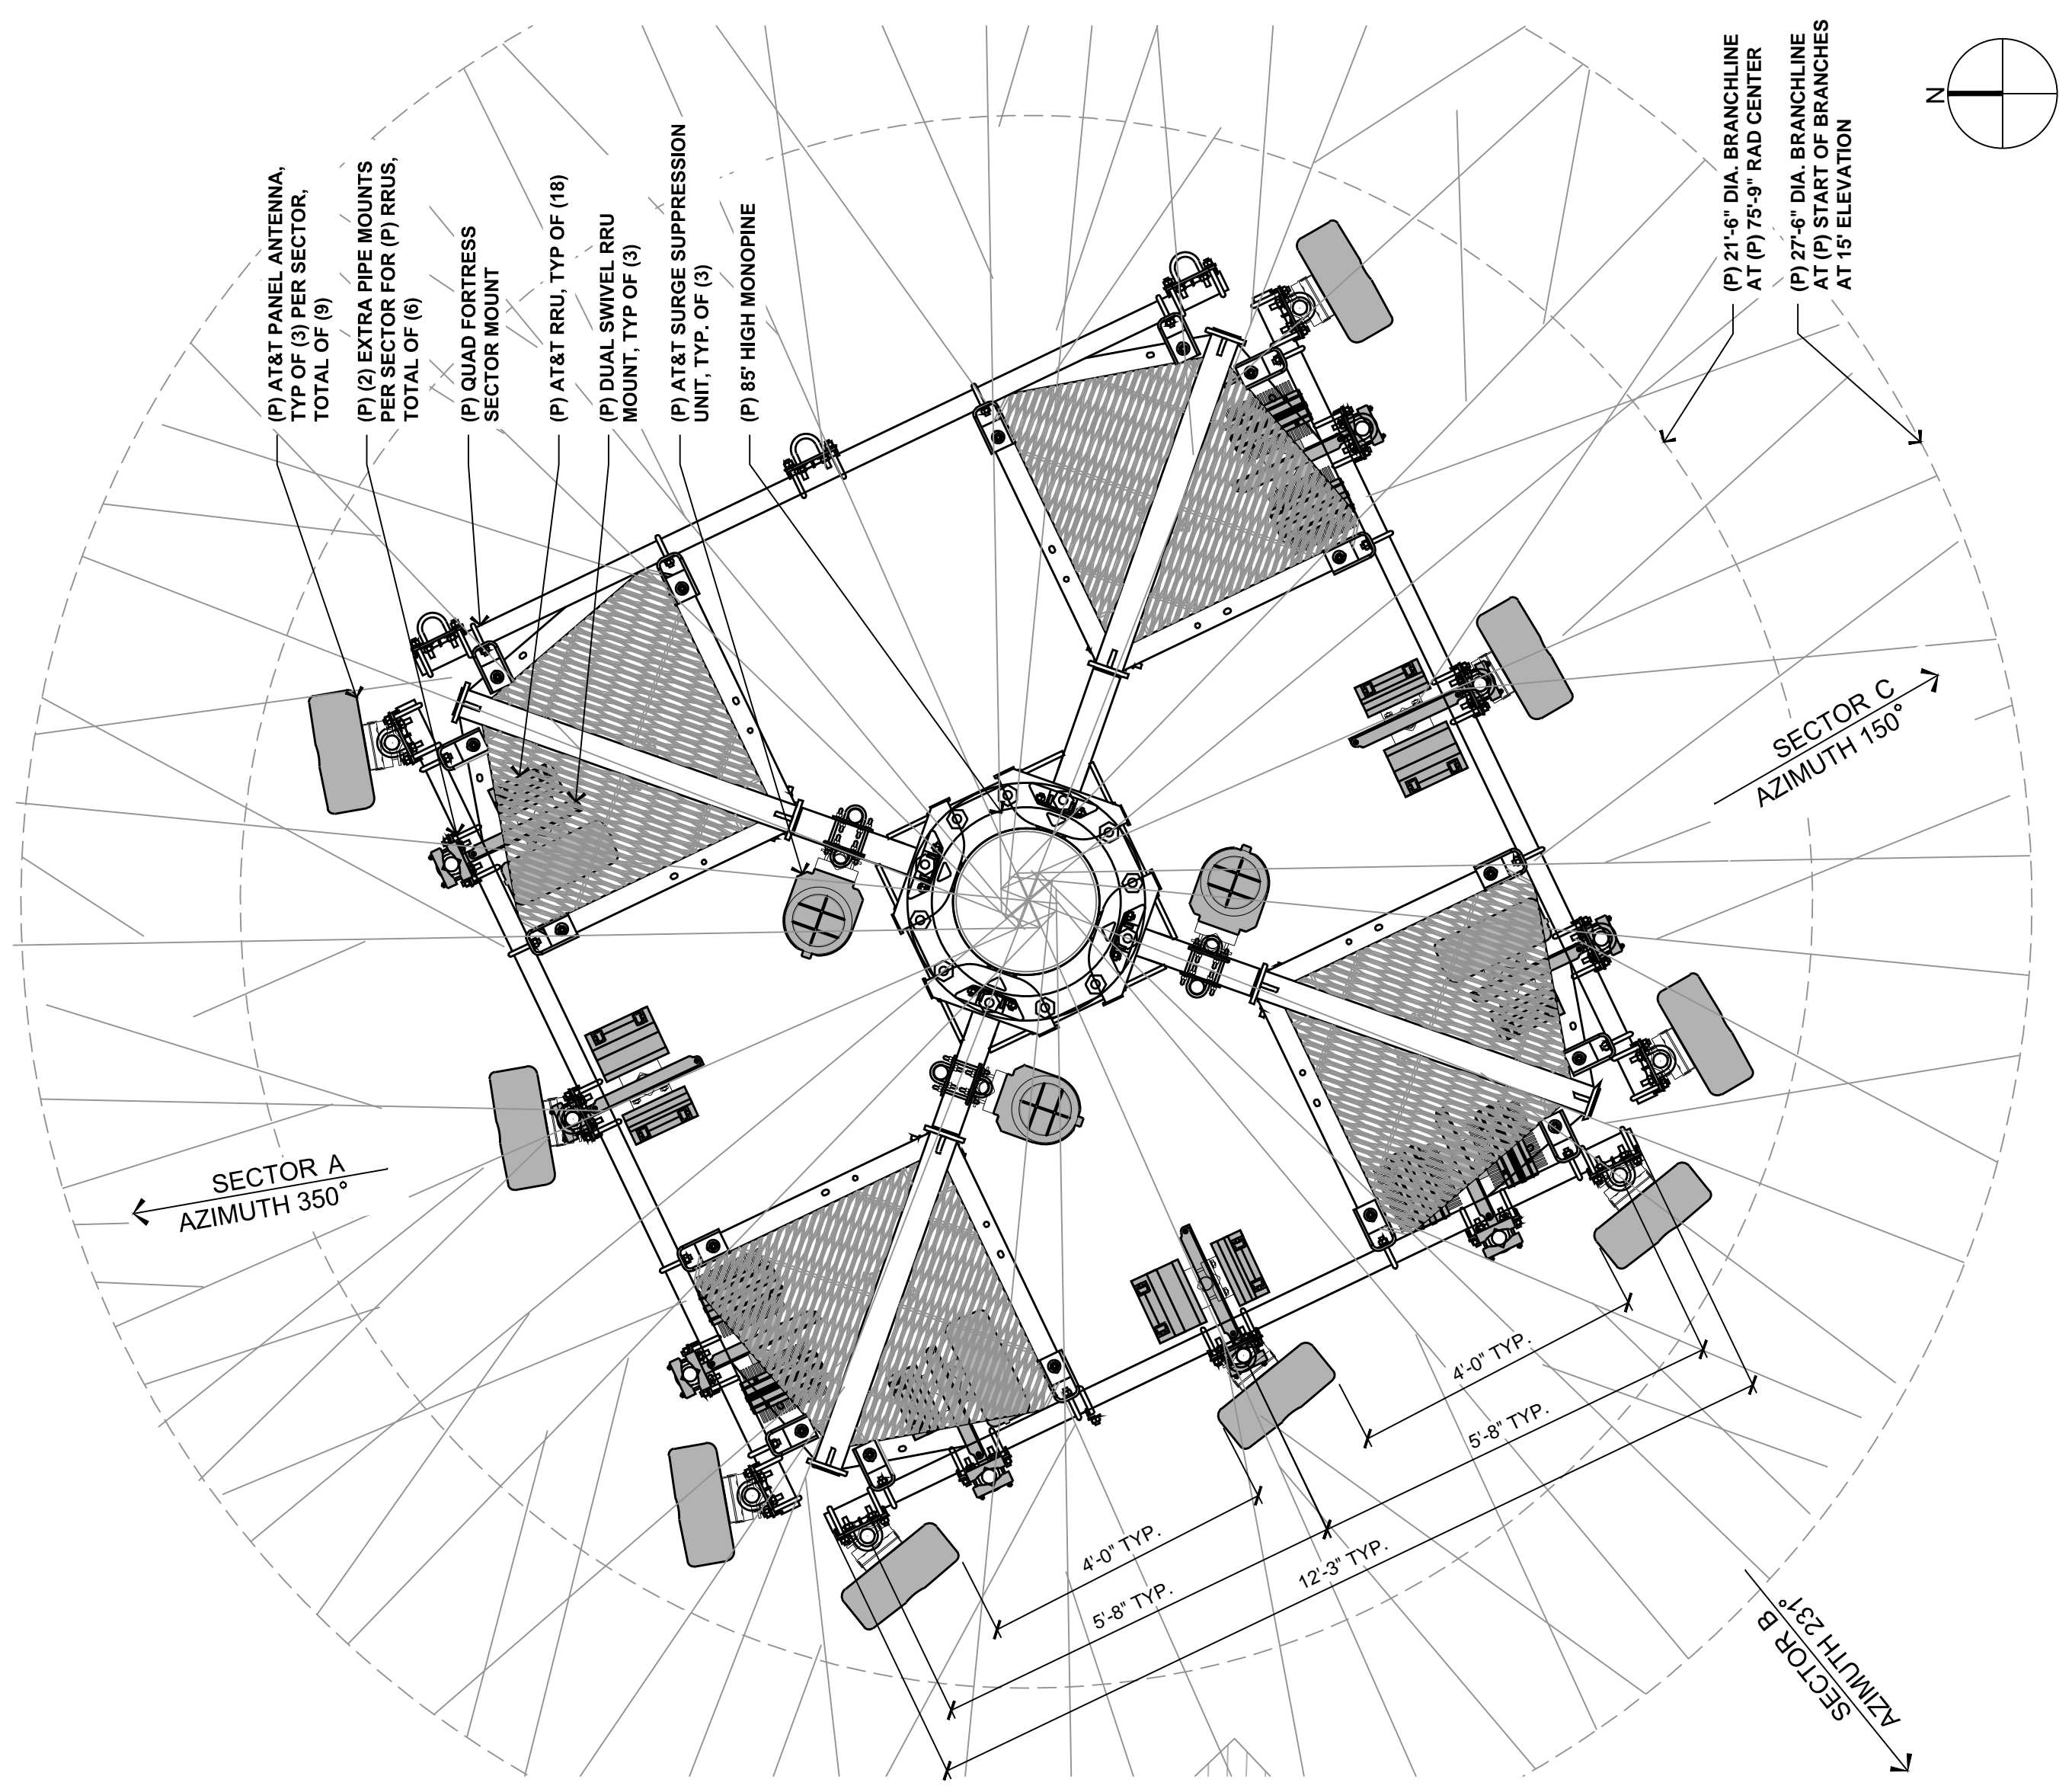 (P) AT&T PANEL ANTENNA,
TYP OF (3) PER SECTOR,
TOTAL OF (9)
(P) (2) EXTRA PIPE MOUNTS
PER SECTOR FOR (P) RRUS,
TOTAL OF (6)
(P) QUAD FORTRESS
SECTOR MOUNT
(P) AT&T RRU, TYP OF (18)
(P) DUAL SWIVEL RRU
MOUNT, TYP OF (3)
(P) AT&T SURGE SUPPRESSION
UNIT, TYP. OF (3)
(P) 85' HIGH MONOPINE
(P) 21'-6" DIA. BRANCHLINE
AT (P) 75'-9" RAD CENTER
(P) 27'-6" DIA. BRANCHLINE
AT (P) START OF BRANCHES
AT 15' ELEVATION
N
SECTOR C
AZIMUTH 150°
SECTOR A
AZIMUTH 350°
4'-0" TYP.
5'-8" TYP.
4'-0" TYP.
5'-8" TYP.
12'-3" TYP.
SECTOR B
AZIMUTH 231°